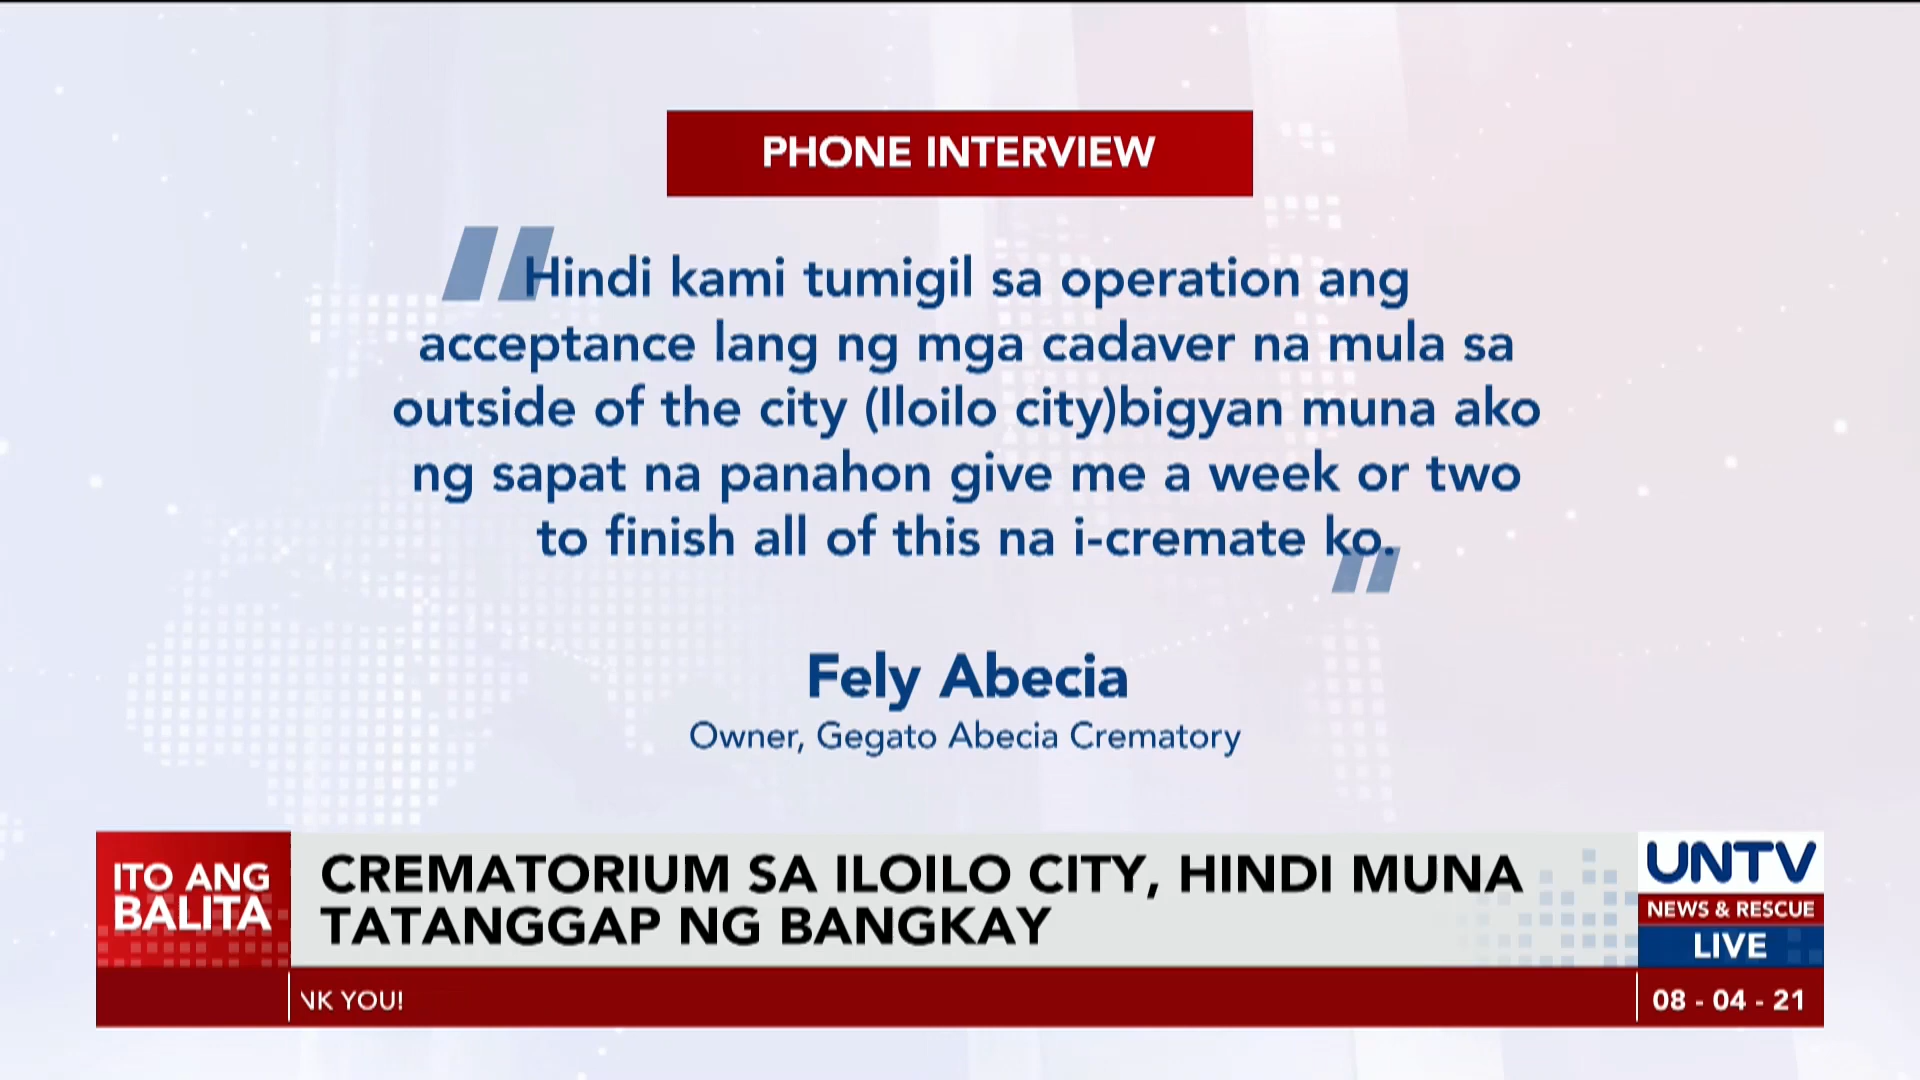 PHONE INTERVIEW
"Hindi kami tumigil sa operation ang
acceptance lang ng mga cadaver na mula sa
outside of the city (Iloilo city)bigyan muna ako
ng sapat na panahon give me a week or two
to finish all of this na i-cremate ko."
Fely Abecia
Owner, Gegato Abecia Crematory
ITO ANG
BALITA
CREMATORIUM SA ILOILO CITY, HINDI MUNA
TATANGGAP NG BANGKAY
UNTV
NEWS & RESCUE
LIVE
YOU!
08 - 04 - 21